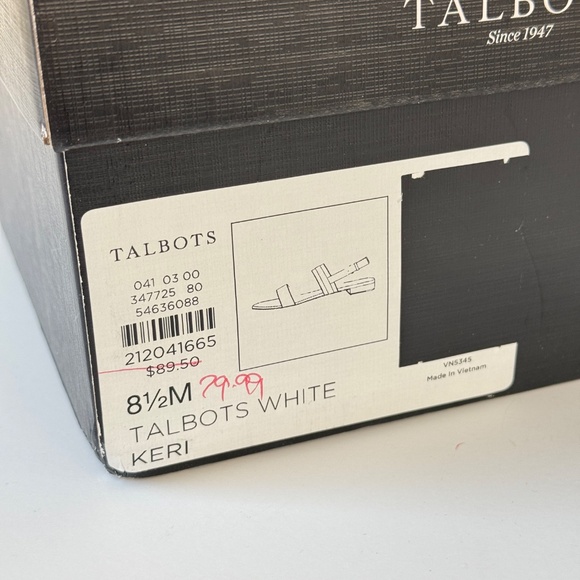 TALBO
Since 1947
TALBOTS
041 03 00
347725 80
54636088
212041665
$89.50
8½M 79.99
TALBOTS WHITE
KERI
VN5345
Made In Vietnam